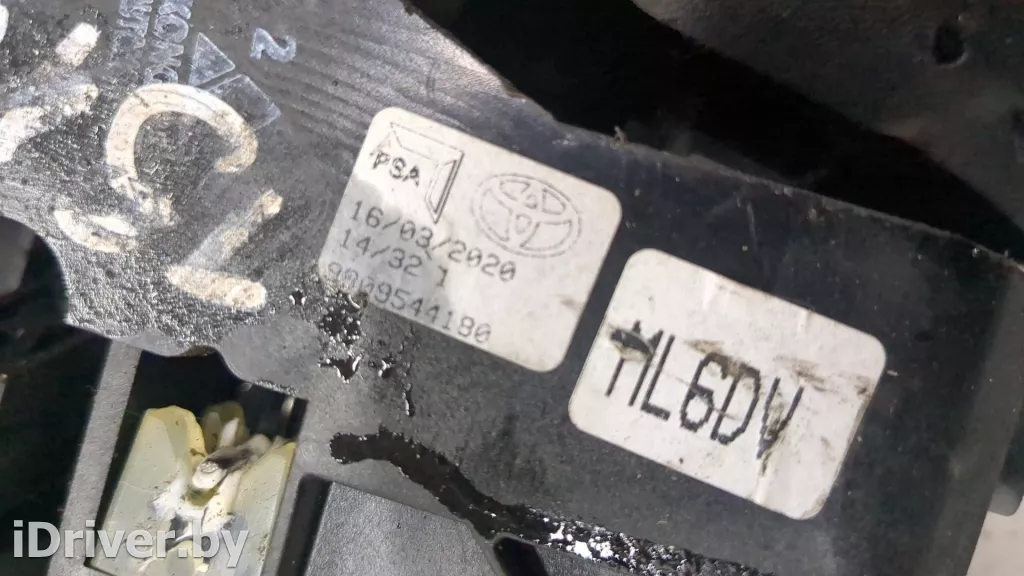 2
PSA
16/03/2020
14/32 1
9809544180
ML6DV
iDriver.by